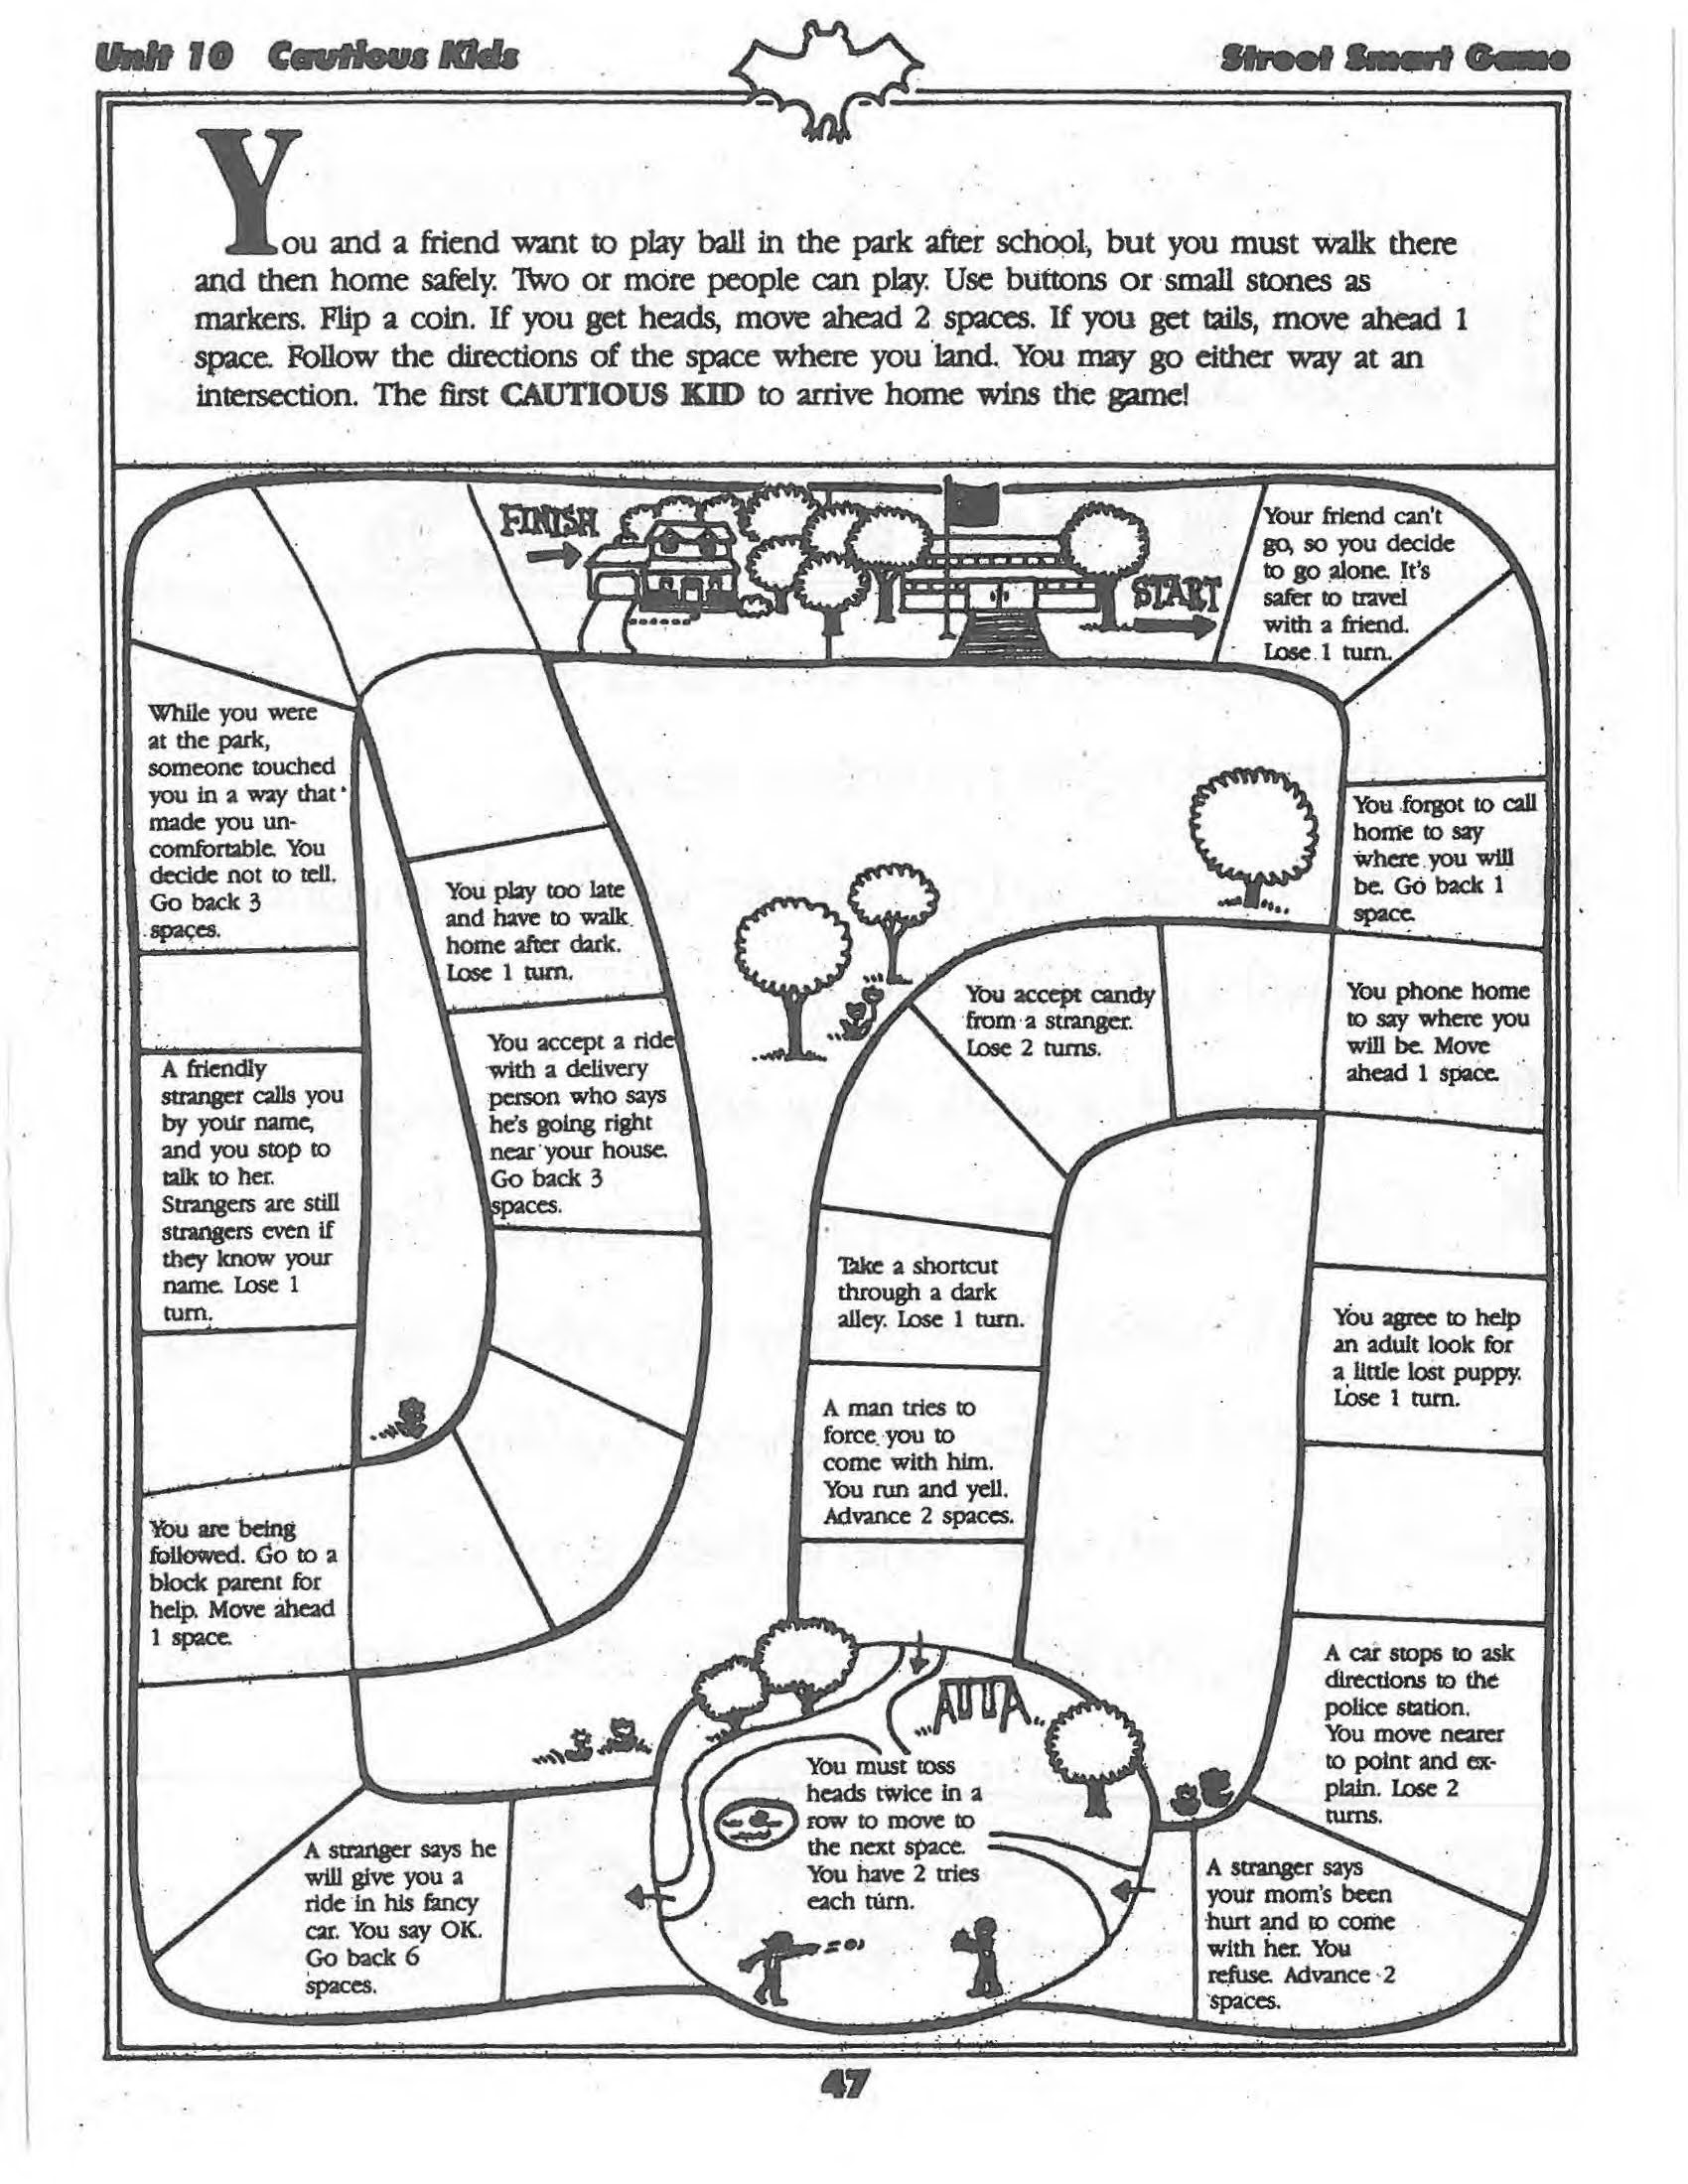 Unit 10 Cautious Kids
Street Smart Game
You and a friend want to play ball in the park after school, but you must walk there
and then home safely. Two or more people can play. Use buttons or small stones as
markers. Flip a coin. If you get heads, move ahead 2 spaces. If you get tails, move ahead 1
space. Follow the directions of the space where you land. You may go either way at an
intersection. The first CAUTIOUS KID to arrive home wins the game!
FINISH
START
Your friend can't
go, so you decide
to go alone. It's
safer to travel
with a friend.
Lose 1 turn.
You forgot to call
home to say
where you will
be. Go back 1
space.
You phone home
to say where you
will be. Move
ahead 1 space.
You agree to help
an adult look for
a little lost puppy.
Lose 1 turn.
A car stops to ask
directions to the
police station.
You move nearer
to point and ex-
plain. Lose 2
turns.
A stranger says
your mom's been
hurt and to come
with her. You
refuse. Advance 2
spaces.
You accept candy
from a stranger.
Lose 2 turns.
Take a shortcut
through a dark
alley. Lose 1 turn.
A man tries to
force you to
come with him.
You run and yell.
Advance 2 spaces.
You must toss
heads twice in a
row to move to
the next space.
You have 2 tries
each turn.
A stranger says he
will give you a
ride in his fancy
car. You say OK.
Go back 6
spaces.
You are being
followed. Go to a
block parent for
help. Move ahead
1 space.
A friendly
stranger calls you
by your name,
and you stop to
talk to her.
Strangers are still
strangers even if
they know your
name. Lose 1
turn.
While you were
at the park,
someone touched
you in a way that
made you un-
comfortable. You
decide not to tell.
Go back 3
spaces.
You accept a ride
with a delivery
person who says
he's going right
near your house.
Go back 3
spaces.
You play too late
and have to walk
home after dark.
Lose 1 turn.
47